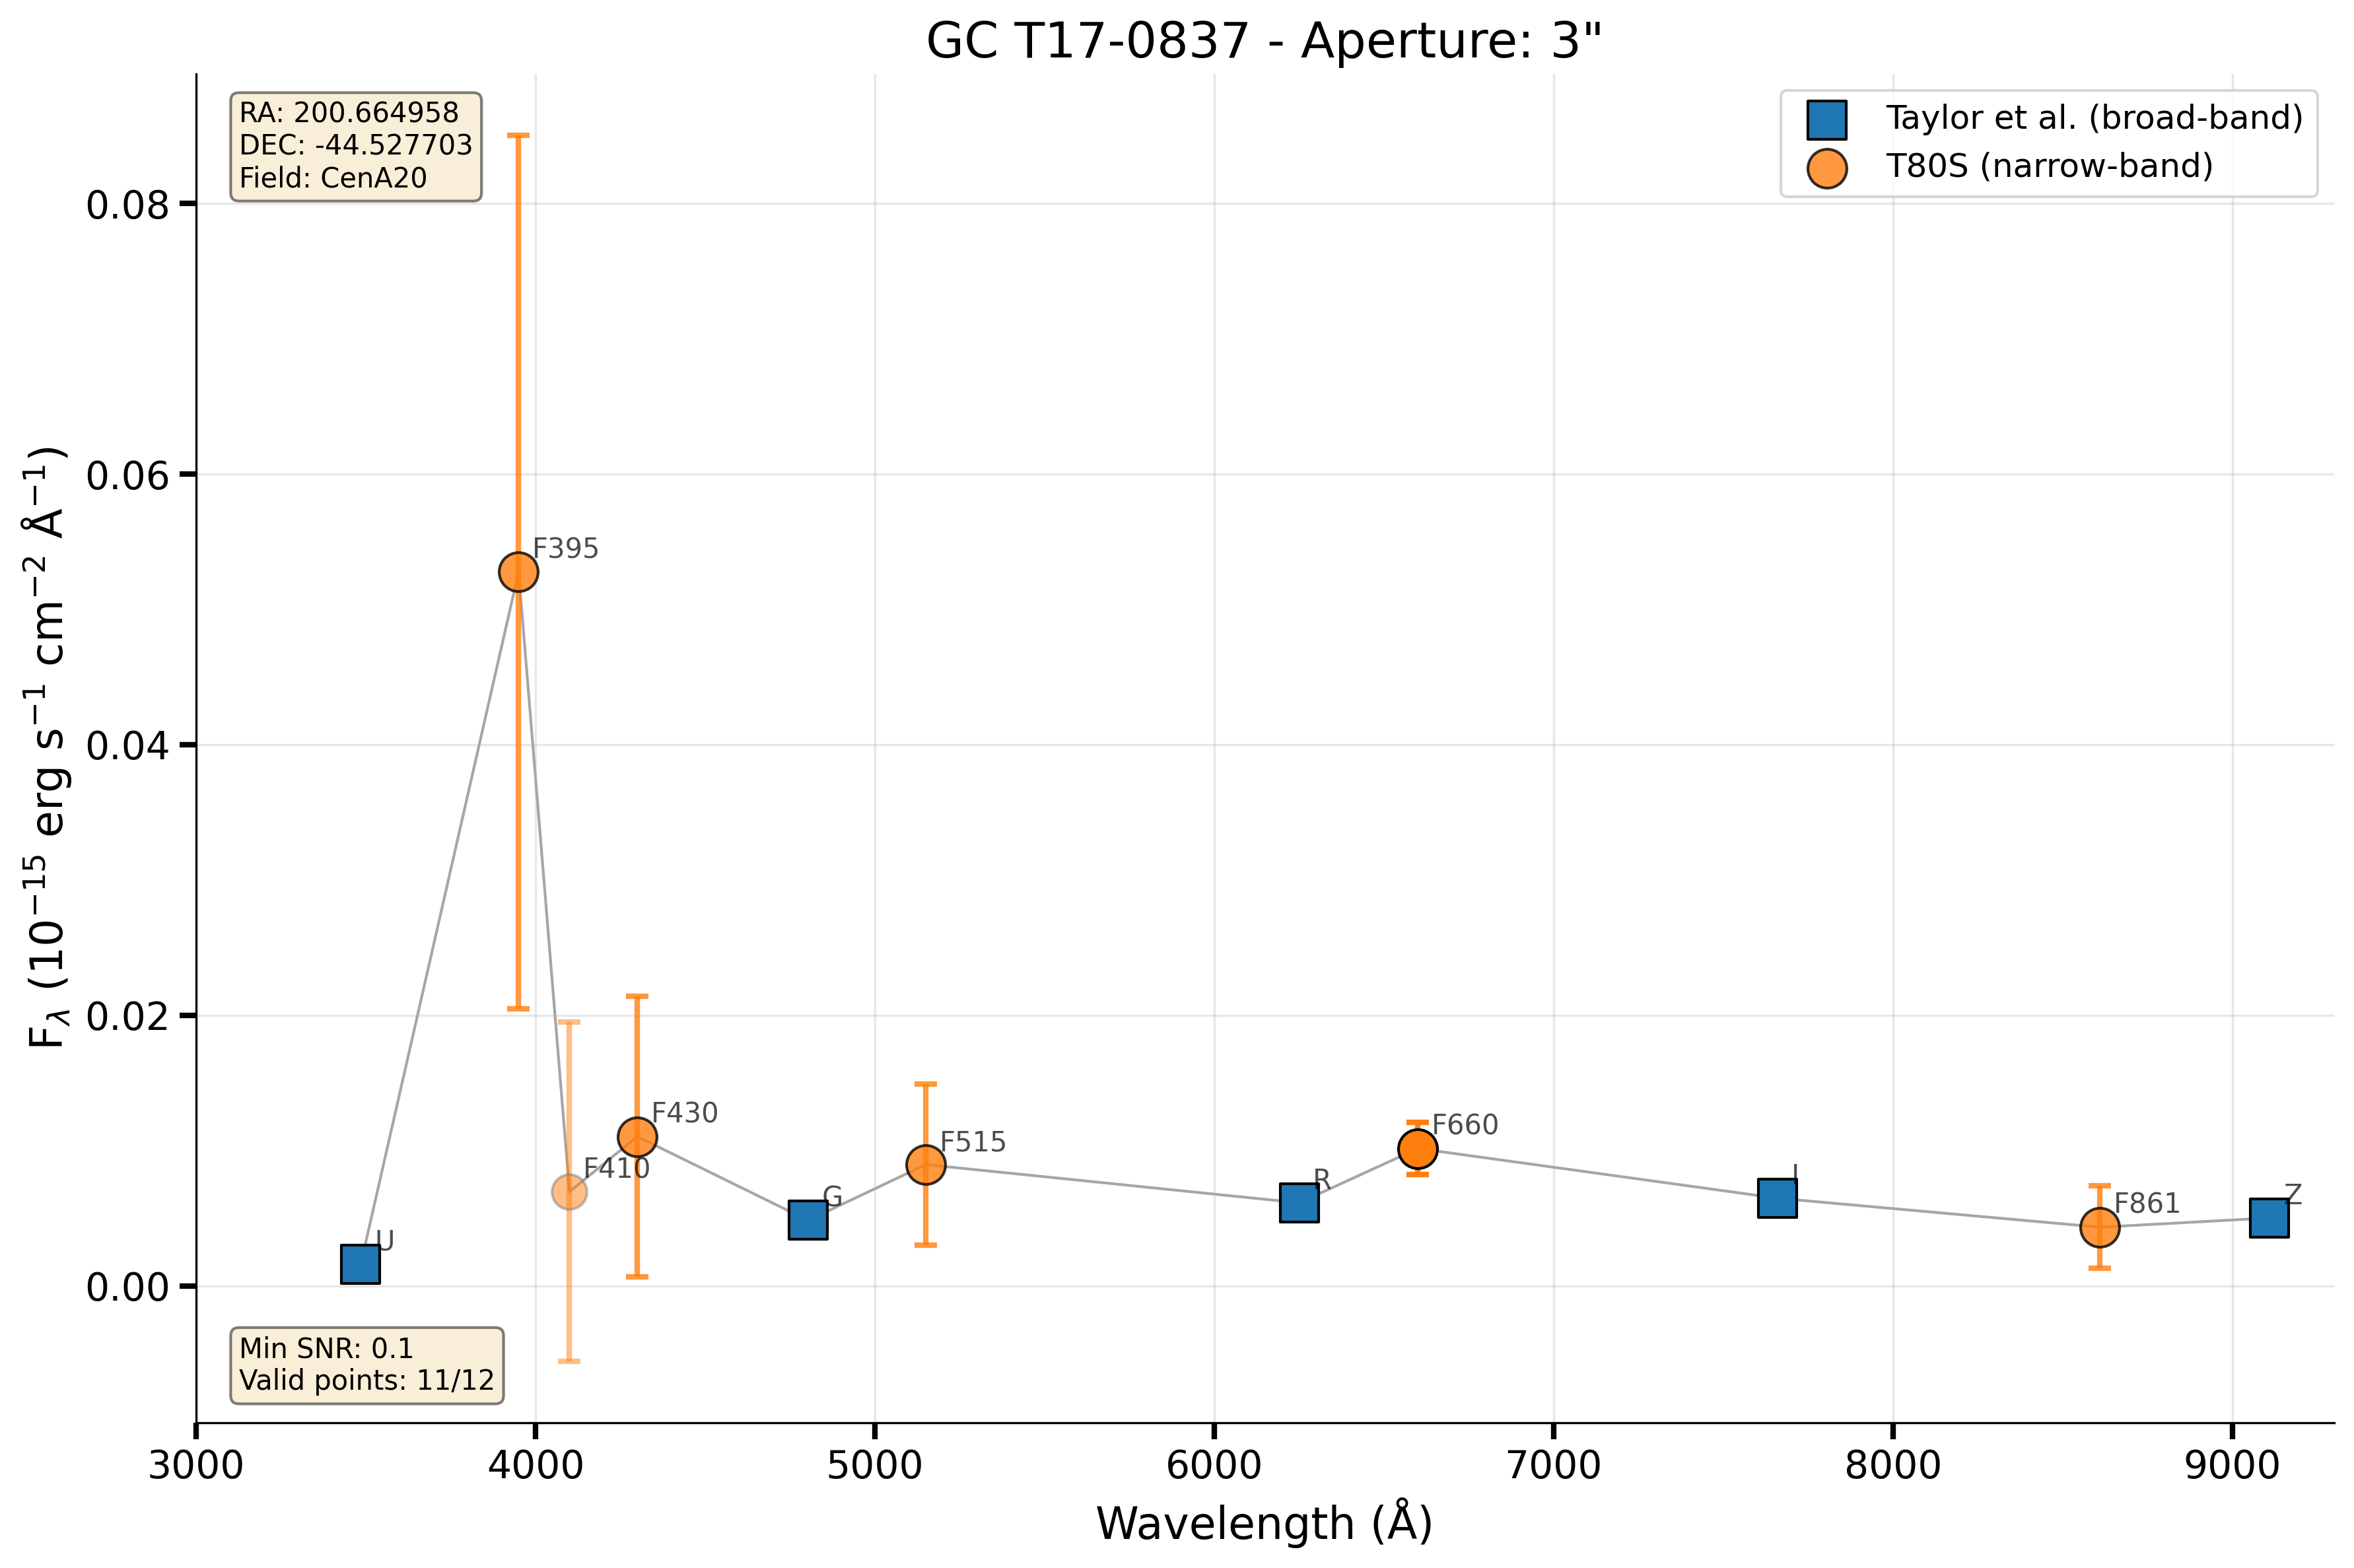 GC T17-0837 - Aperture: 3"
RA: 200.664958
DEC: -44.527703
Field: CenA20
Taylor et al. (broad-band)
T80S (narrow-band)
F_λ (10⁻¹⁵ erg s⁻¹ cm⁻² Å⁻¹)
0.08
0.06
0.04
0.02
0.00
F395
F430
F410
F515
F660
F861
U
G
R
I
Z
Min SNR: 0.1
Valid points: 11/12
3000 4000 5000 6000 7000 8000 9000
Wavelength (Å)